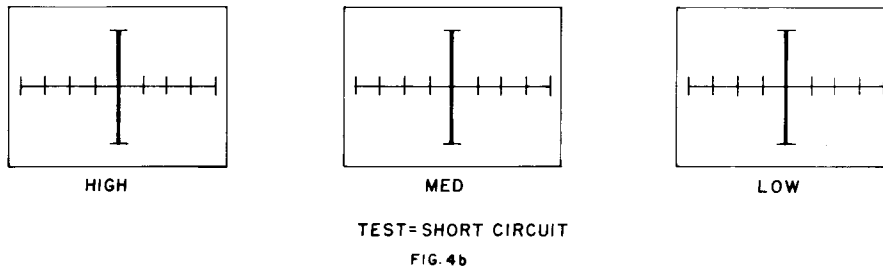 HIGH
MED
LOW
TEST=SHORT CIRCUIT
FIG. 4b